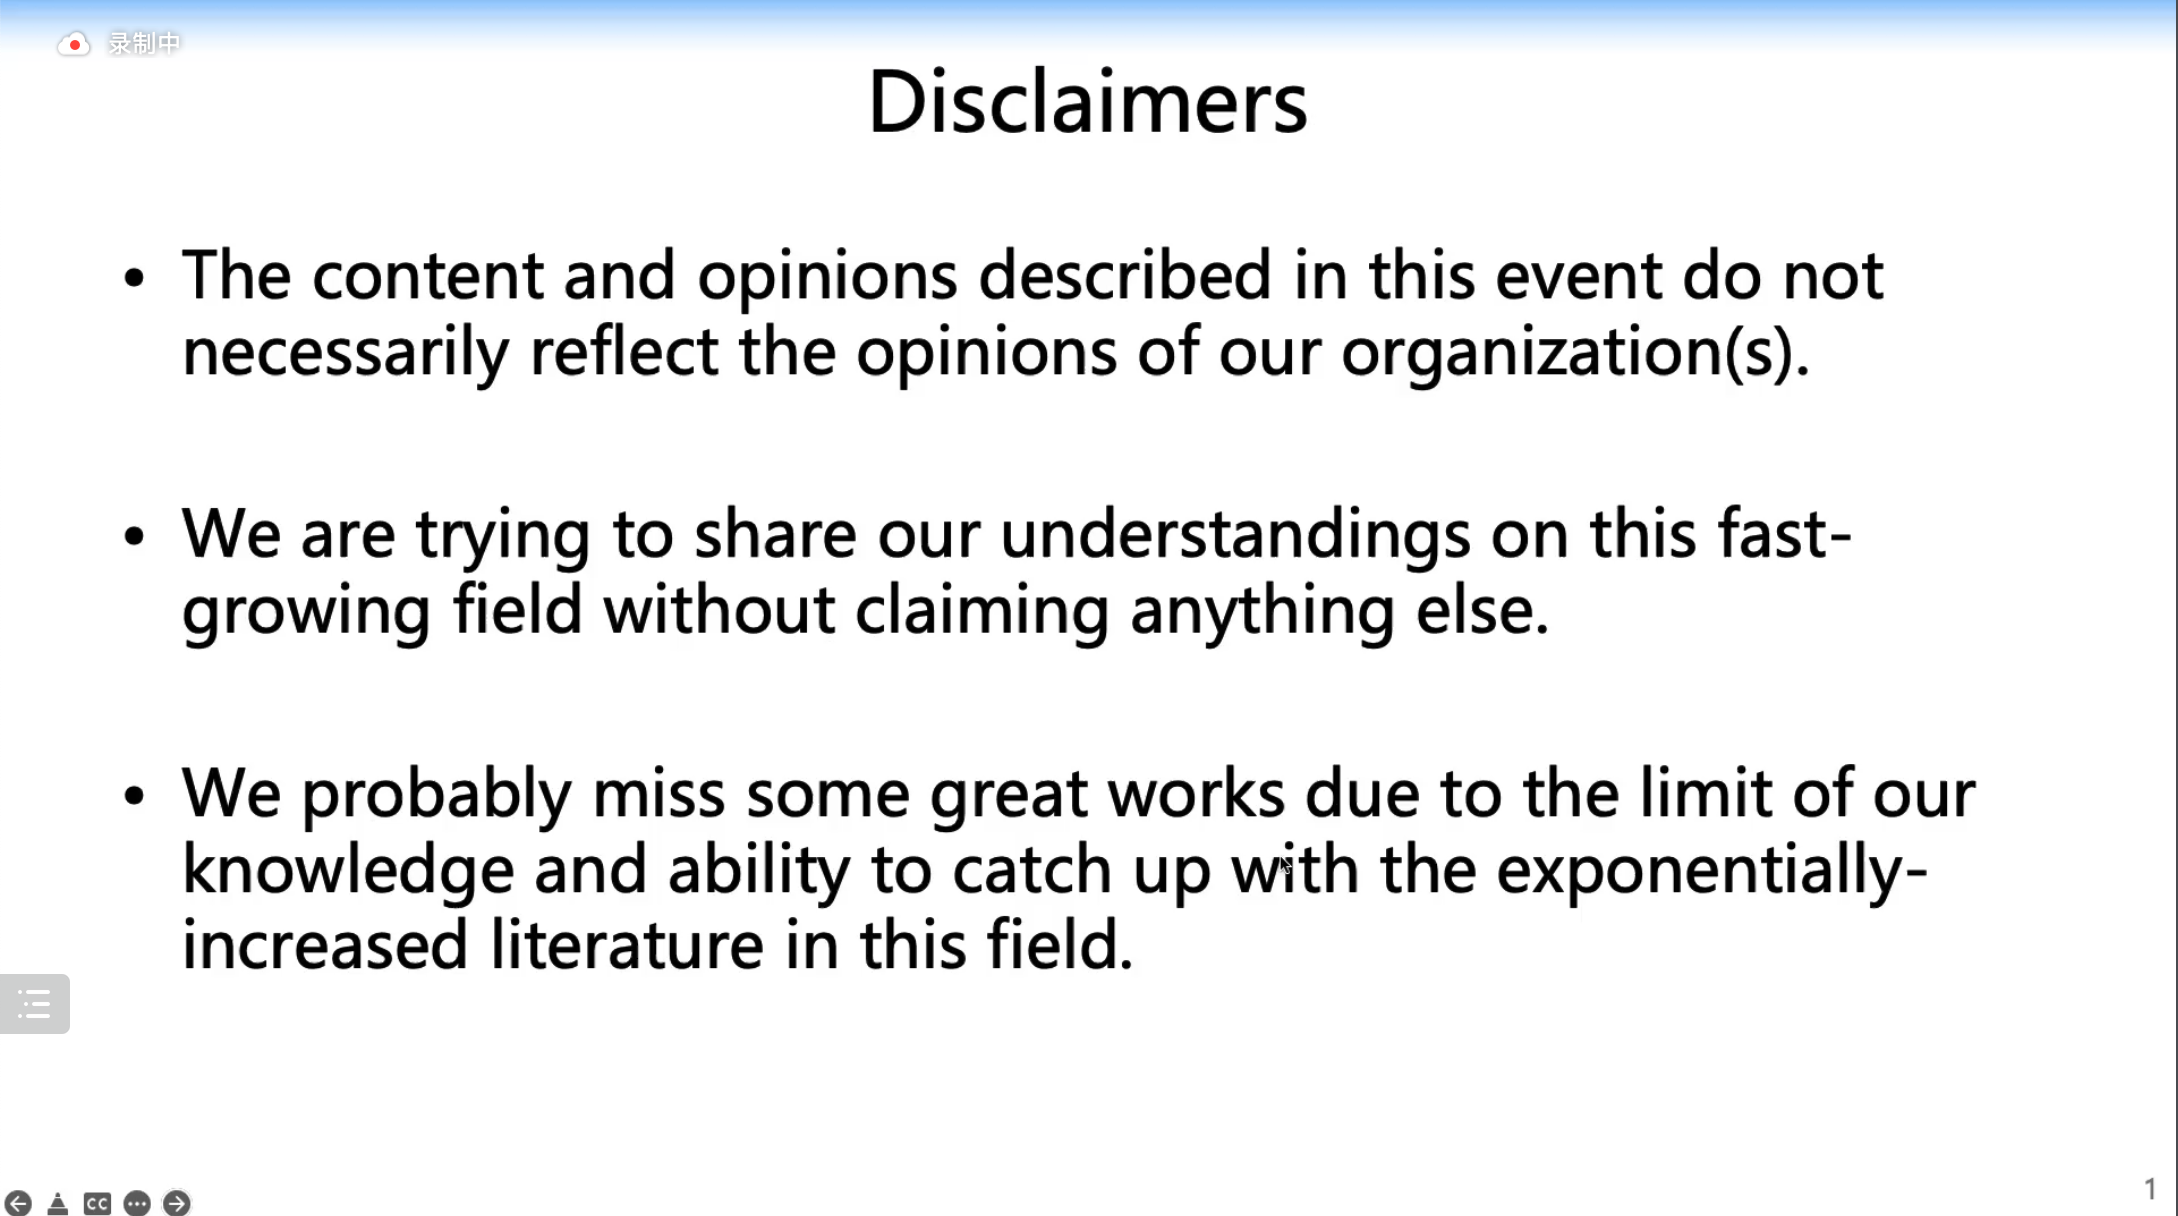 录制中
Disclaimers
• The content and opinions described in this event do not
necessarily reflect the opinions of our organization(s).
• We are trying to share our understandings on this fast-
growing field without claiming anything else.
• We probably miss some great works due to the limit of our
knowledge and ability to catch up with the exponentially-
increased literature in this field.
CC
1